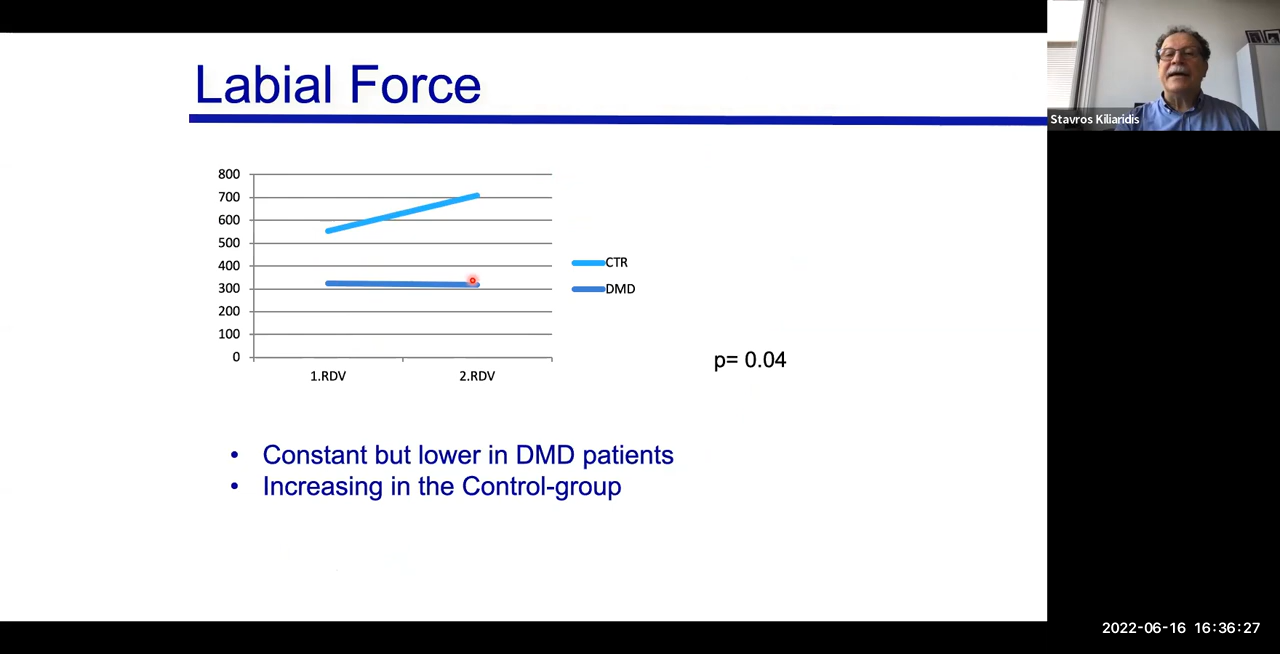 Labial Force
Stavros Kiliaridis
800
700
600
500
400
300
200
100
0
1.RDV
2.RDV
CTR
DMD
p= 0.04
• Constant but lower in DMD patients
• Increasing in the Control-group
2022-06-16 16:36:27